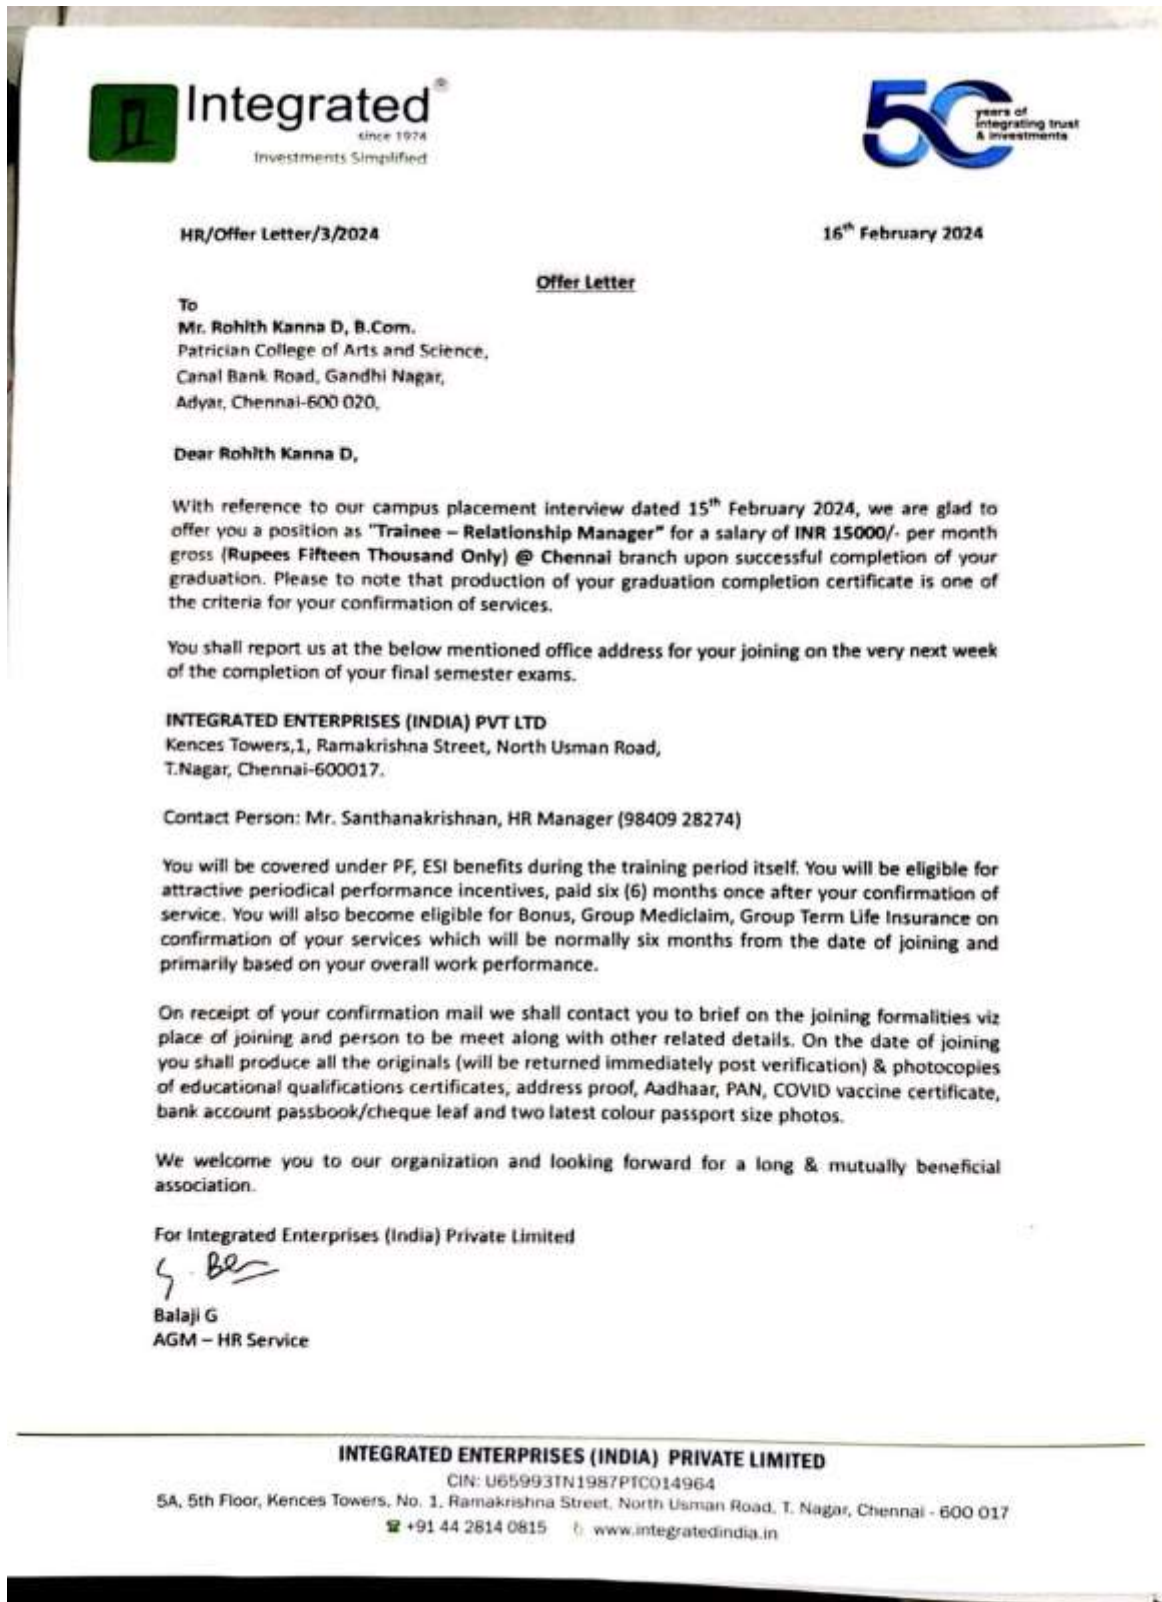 Integrated®
since 1974
Investments Simplified
50 years of
integrating trust
& investments
HR/Offer Letter/3/2024
16th February 2024
Offer Letter
To
Mr. Rohith Kanna D, B.Com.
Patrician College of Arts and Science,
Canal Bank Road, Gandhi Nagar,
Adyar, Chennai-600 020,
Dear Rohith Kanna D,
With reference to our campus placement interview dated 15th February 2024, we are glad to
offer you a position as "Trainee – Relationship Manager" for a salary of INR 15000/- per month
gross (Rupees Fifteen Thousand Only) @ Chennai branch upon successful completion of your
graduation. Please to note that production of your graduation completion certificate is one of
the criteria for your confirmation of services.
You shall report us at the below mentioned office address for your joining on the very next week
of the completion of your final semester exams.
INTEGRATED ENTERPRISES (INDIA) PVT LTD
Kences Towers,1, Ramakrishna Street, North Usman Road,
T.Nagar, Chennai-600017.
Contact Person: Mr. Santhanakrishnan, HR Manager (98409 28274)
You will be covered under PF, ESI benefits during the training period itself. You will be eligible for
attractive periodical performance incentives, paid six (6) months once after your confirmation of
service. You will also become eligible for Bonus, Group Mediclaim, Group Term Life Insurance on
confirmation of your services which will be normally six months from the date of joining and
primarily based on your overall work performance.
On receipt of your confirmation mail we shall contact you to brief on the joining formalities viz
place of joining and person to be meet along with other related details. On the date of joining
you shall produce all the originals (will be returned immediately post verification) & photocopies
of educational qualifications certificates, address proof, Aadhaar, PAN, COVID vaccine certificate,
bank account passbook/cheque leaf and two latest colour passport size photos.
We welcome you to our organization and looking forward for a long & mutually beneficial
association.
For Integrated Enterprises (India) Private Limited
Balaji G
AGM – HR Service
INTEGRATED ENTERPRISES (INDIA) PRIVATE LIMITED
CIN: U65993TN1987PTC014964
5A, 5th Floor, Kences Towers, No. 1, Ramakrishna Street, North Usman Road, T. Nagar, Chennai - 600 017
+91 44 2814 0815 www.integratedindia.in